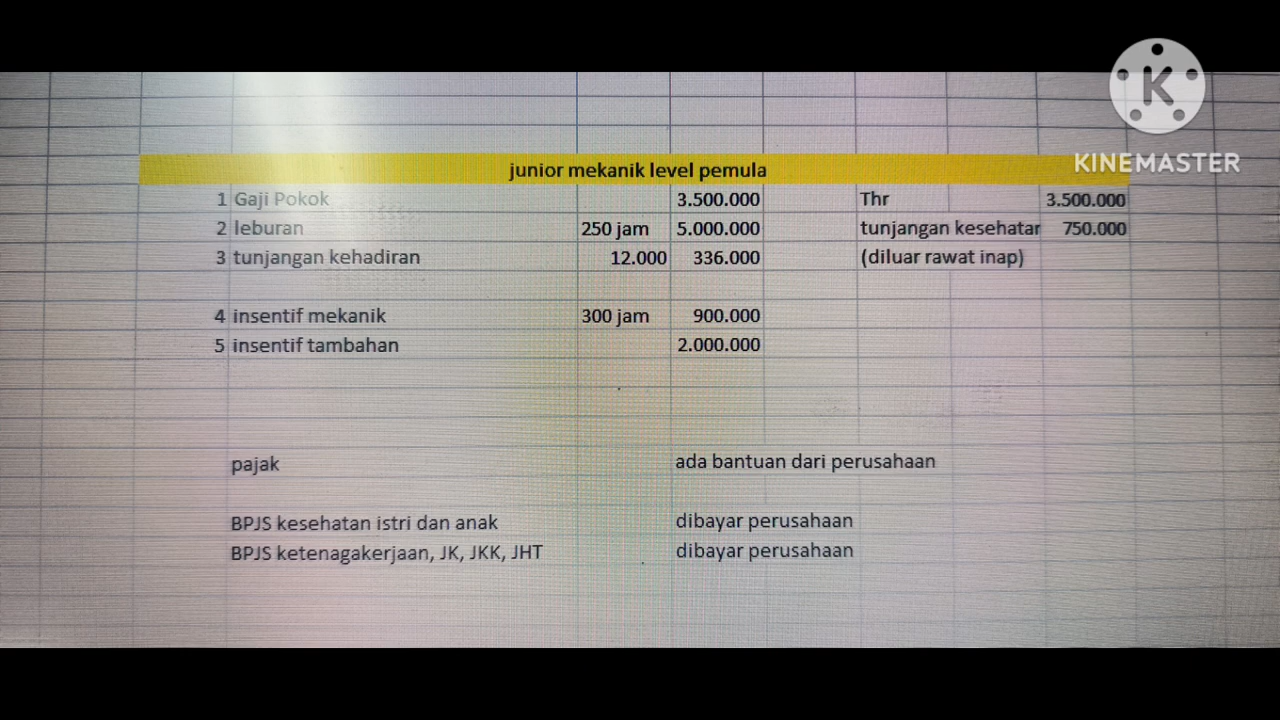 KINEMASTER
junior mekanik level pemula
1 Gaji Pokok 3.500.000 Thr 3.500.000
2 leburan 250 jam 5.000.000 tunjangan kesehatar 750.000
3 tunjangan kehadiran 12.000 336.000 (diluar rawat inap)
4 insentif mekanik 300 jam 900.000
5 insentif tambahan 2.000.000
pajak ada bantuan dari perusahaan
BPJS kesehatan istri dan anak dibayar perusahaan
BPJS ketenagakerjaan, JK, JKK, JHT dibayar perusahaan